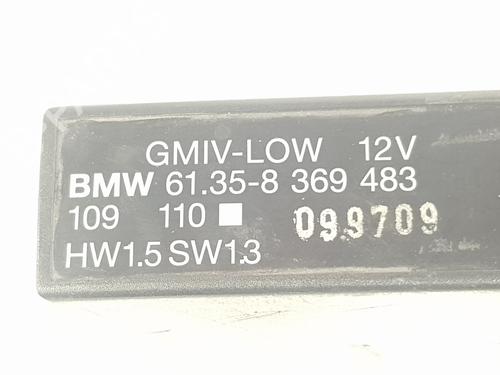 GMIV-LOW 12V
BMW 61.35-8 369 483
109 110 099709
HW1.5 SW1.3